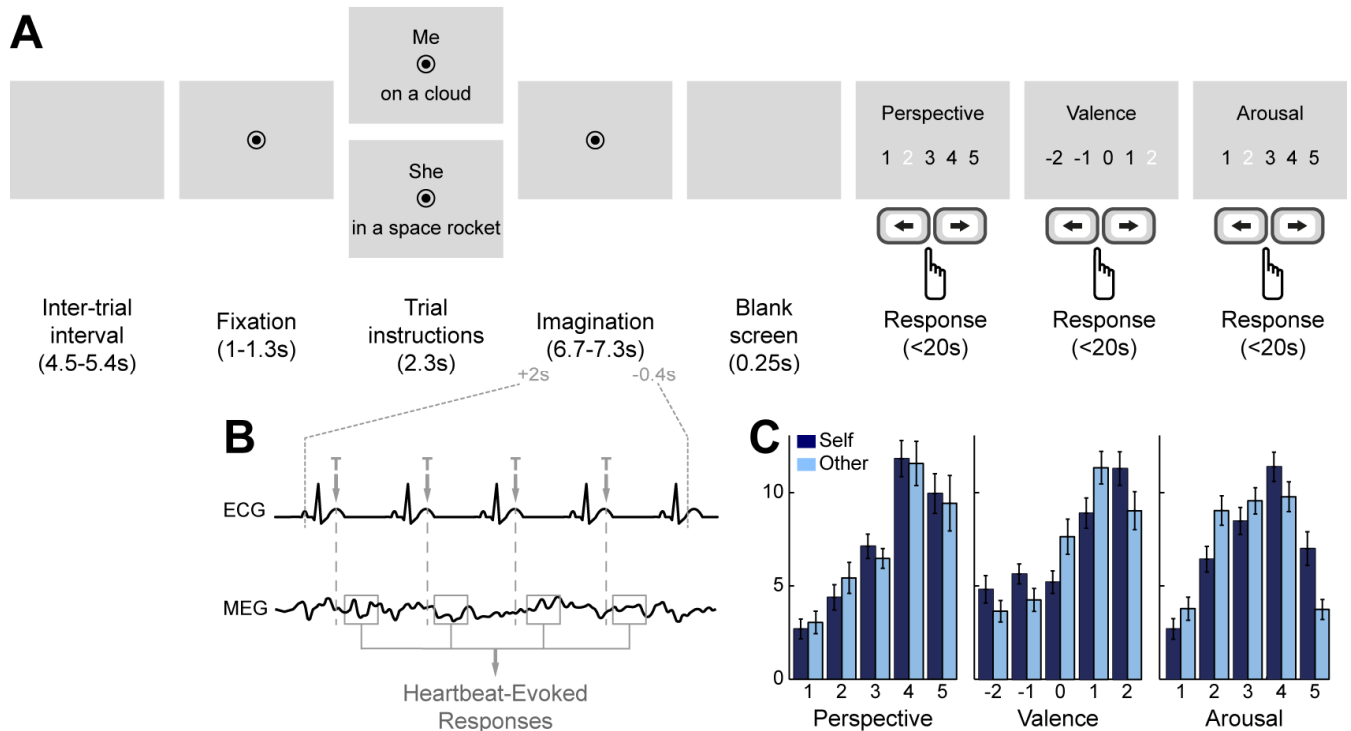 A
Me
on a cloud
She
in a space rocket
Perspective
1 2 3 4 5
Valence
-2 -1 0 1 2
Arousal
1 2 3 4 5
Inter-trial
interval
(4.5-5.4s)
Fixation
(1-1.3s)
Trial
instructions
(2.3s)
Imagination
(6.7-7.3s)
Blank
screen
(0.25s)
Response
(<20s)
Response
(<20s)
Response
(<20s)
+2s
-0.4s
B
T T T T
ECG
MEG
Heartbeat-Evoked
Responses
C
Self
Other
10
5
0
1 2 3 4 5
Perspective
-2 -1 0 1 2
Valence
1 2 3 4 5
Arousal